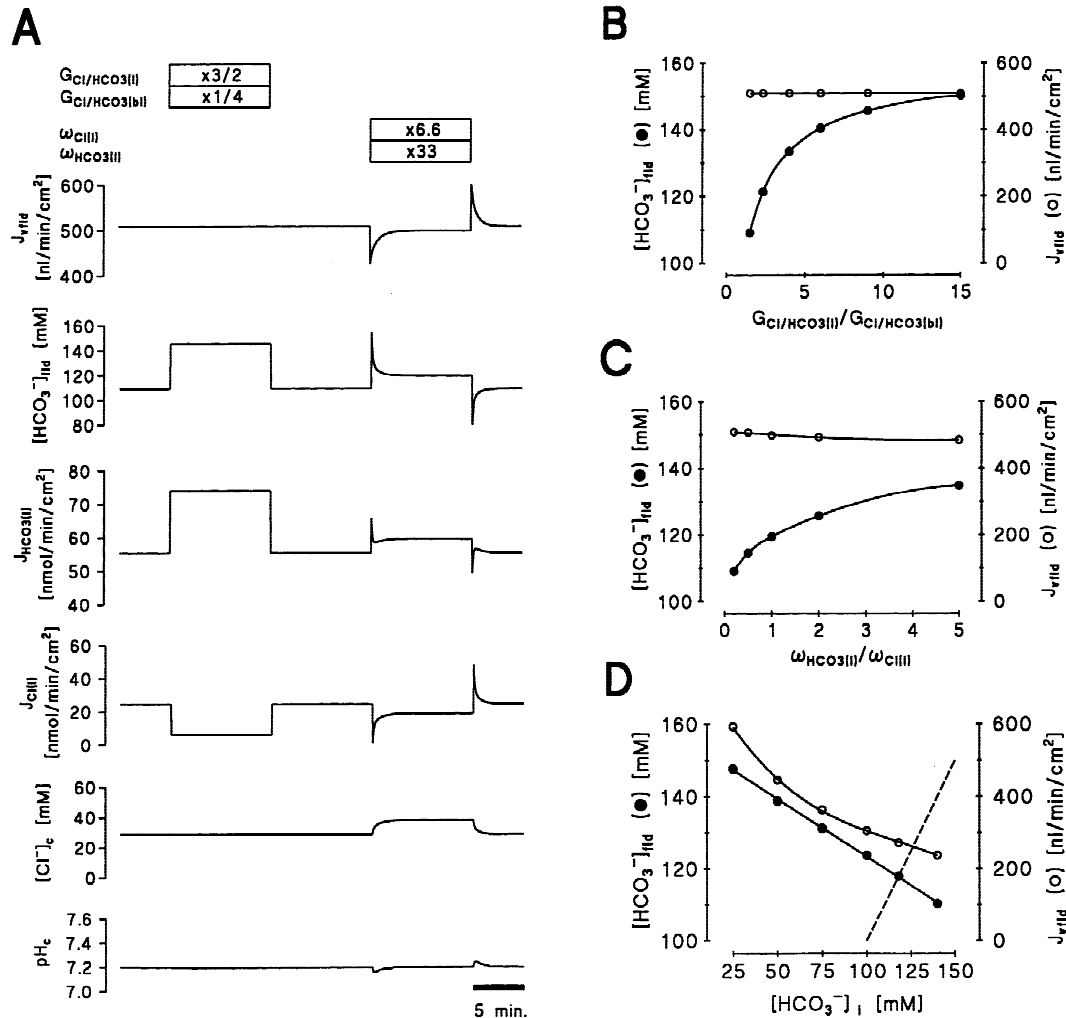 A
G_Cl/HCO3(l) x3/2
G_Cl/HCO3(bl) x1/4
ω_Cl(l) x6.6
ω_HCO3(l) x33
J_vfld [nl/min/cm²]
600
500
400
[HCO₃⁻]_fld [mM]
160
140
120
100
80
J_HCO3(l) [nmol/min/cm²]
80
70
60
50
40
J_Cl(l) [nmol/min/cm²]
60
40
20
0
[Cl⁻]_c [mM]
60
40
20
0
pH_c
7.6
7.4
7.2
7.0
5 min.
B
[HCO₃⁻]_fld (●) [mM]
160
140
120
100
J_vfld (O) [nl/min/cm²]
600
400
200
0
0 5 10 15
G_Cl/HCO3(l)/G_Cl/HCO3(bl)
C
[HCO₃⁻]_fld (●) [mM]
160
140
120
100
J_vfld (O) [nl/min/cm²]
600
400
200
0
0 1 2 3 4 5
ω_HCO3(l)/ω_Cl(l)
D
[HCO₃⁻]_fld (●) [mM]
160
140
120
100
J_vfld (O) [nl/min/cm²]
600
400
200
0
25 50 75 100 125 150
[HCO₃⁻]_l [mM]